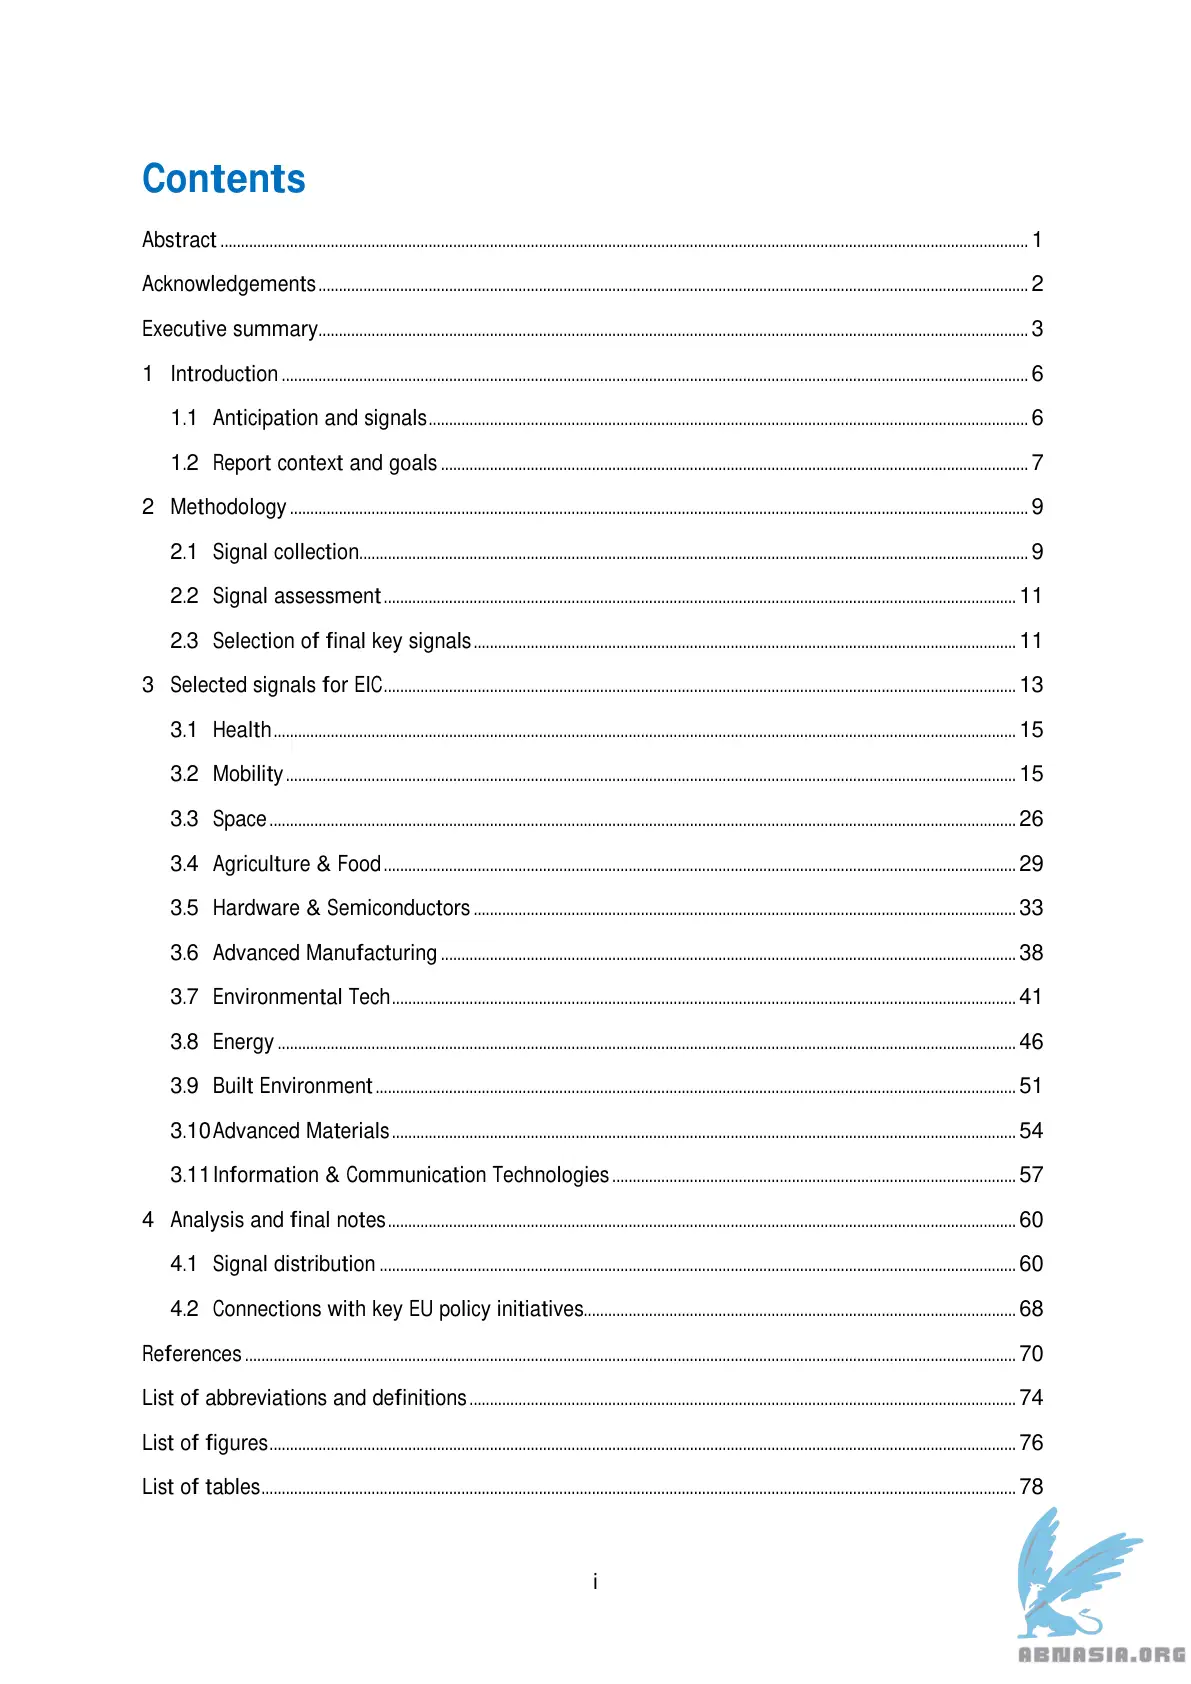 Contents
Abstract 1
Acknowledgements 2
Executive summary 3
1 Introduction 6
1.1 Anticipation and signals 6
1.2 Report context and goals 7
2 Methodology 9
2.1 Signal collection 9
2.2 Signal assessment 11
2.3 Selection of final key signals 11
3 Selected signals for EIC 13
3.1 Health 15
3.2 Mobility 15
3.3 Space 26
3.4 Agriculture & Food 29
3.5 Hardware & Semiconductors 33
3.6 Advanced Manufacturing 38
3.7 Environmental Tech 41
3.8 Energy 46
3.9 Built Environment 51
3.10 Advanced Materials 54
3.11 Information & Communication Technologies 57
4 Analysis and final notes 60
4.1 Signal distribution 60
4.2 Connections with key EU policy initiatives 68
References 70
List of abbreviations and definitions 74
List of figures 76
List of tables 78
i
ABNASIA.ORG